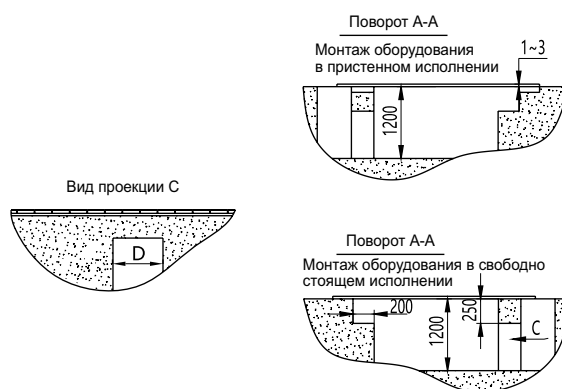 Поворот А-А
Монтаж оборудования
в пристенном исполнении
1~3
1200
Вид проекции С
D
Поворот А-А
Монтаж оборудования в свободно
стоящем исполнении
200
1200
250
C